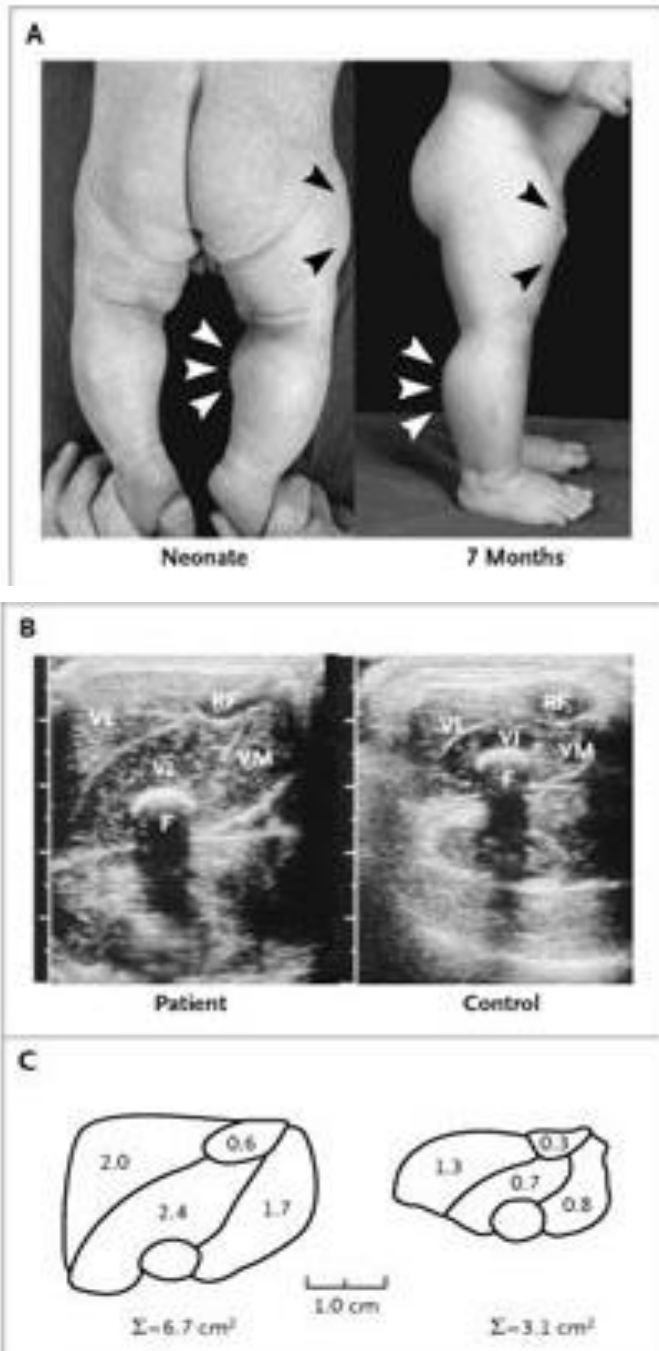 A
Neonate
7 Months
B
VL
RF
VI
VM
F
VL
VI
RF
VM
F
Patient
Control
C
2.0
0.6
2.4
1.7
1.3
0.3
0.7
0.8
1.0 cm
Σ=6.7 cm²
Σ=3.1 cm²